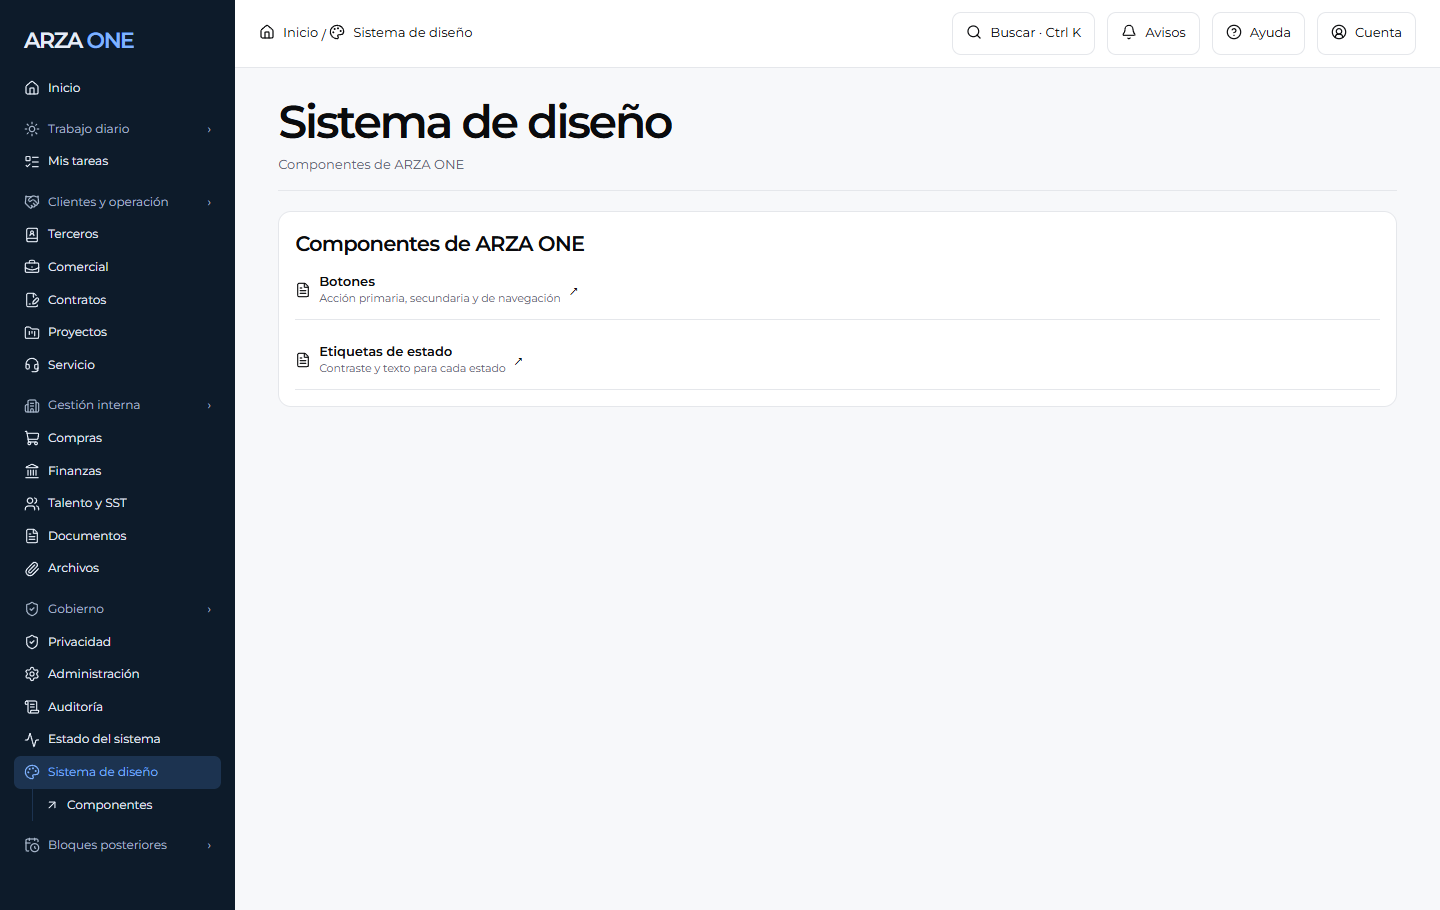 ARZA ONE
Inicio
Trabajo diario
Mis tareas
Clientes y operación
Terceros
Comercial
Contratos
Proyectos
Servicio
Gestión interna
Compras
Finanzas
Talento y SST
Documentos
Archivos
Gobierno
Privacidad
Administración
Auditoría
Estado del sistema
Sistema de diseño
Componentes
Bloques posteriores
Inicio / Sistema de diseño
Buscar · Ctrl K
Avisos
Ayuda
Cuenta
Sistema de diseño
Componentes de ARZA ONE
Componentes de ARZA ONE
Botones
Acción primaria, secundaria y de navegación
Etiquetas de estado
Contraste y texto para cada estado